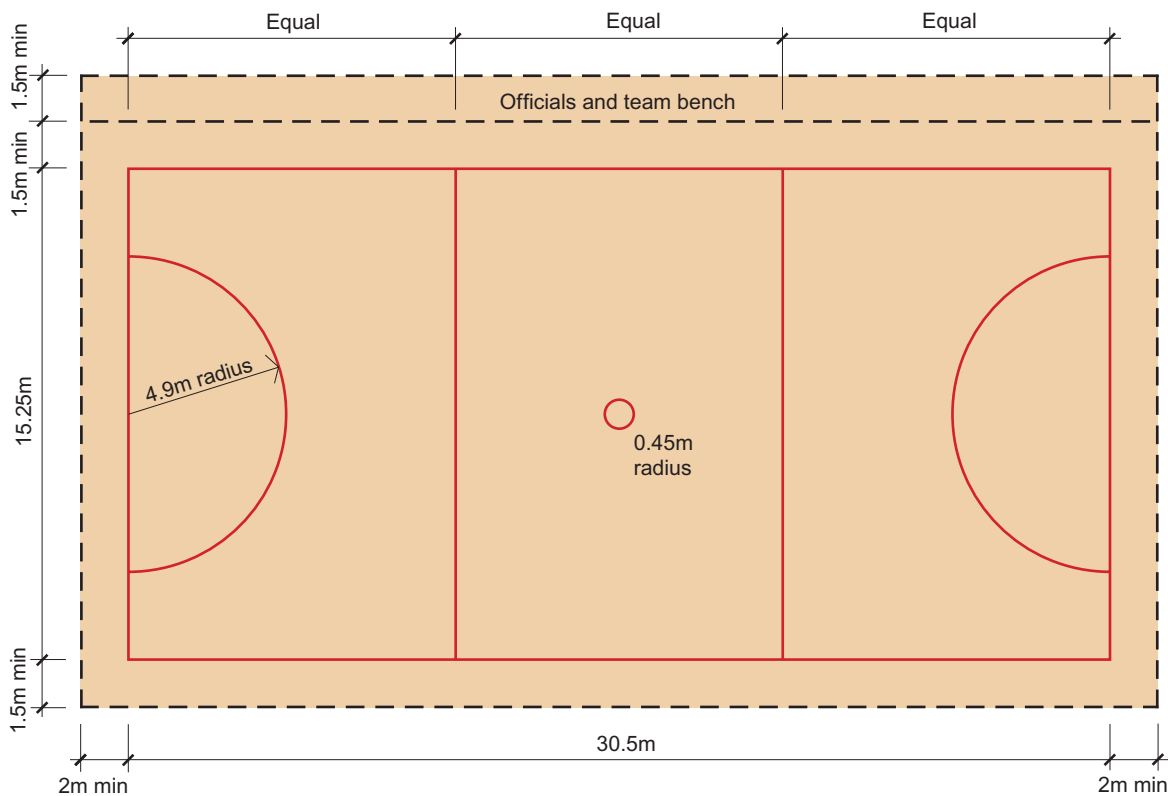 Equal
Equal
Equal
1.5m min
Officials and team bench
1.5m min
4.9m radius
15.25m
0.45m
radius
1.5m min
30.5m
2m min
2m min